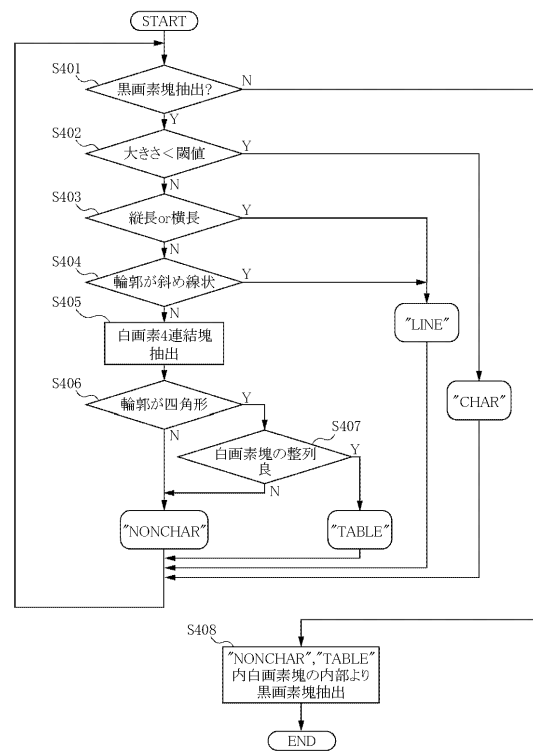 START
S401
黒画素塊抽出?
N
Y
S402
大きさ<閾値
Y
N
S403
縦長or横長
Y
N
S404
輪郭が斜め線状
Y
N
S405
白画素4連結塊
抽出
"LINE"
S406
輪郭が四角形
Y
N
"CHAR"
S407
白画素塊の整列
良
Y
N
"NONCHAR"
"TABLE"
S408
"NONCHAR","TABLE"
内白画素塊の内部より
黒画素塊抽出
END